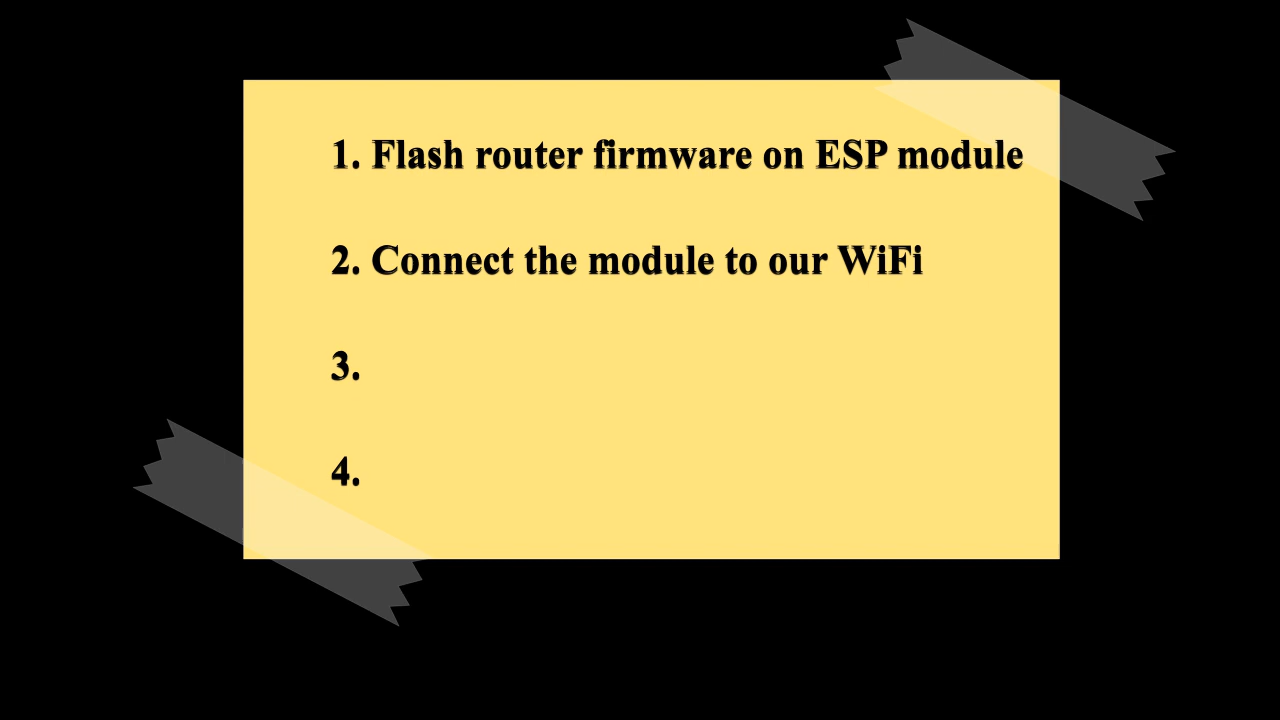 1. Flash router firmware on ESP module
2. Connect the module to our WiFi
3.
4.